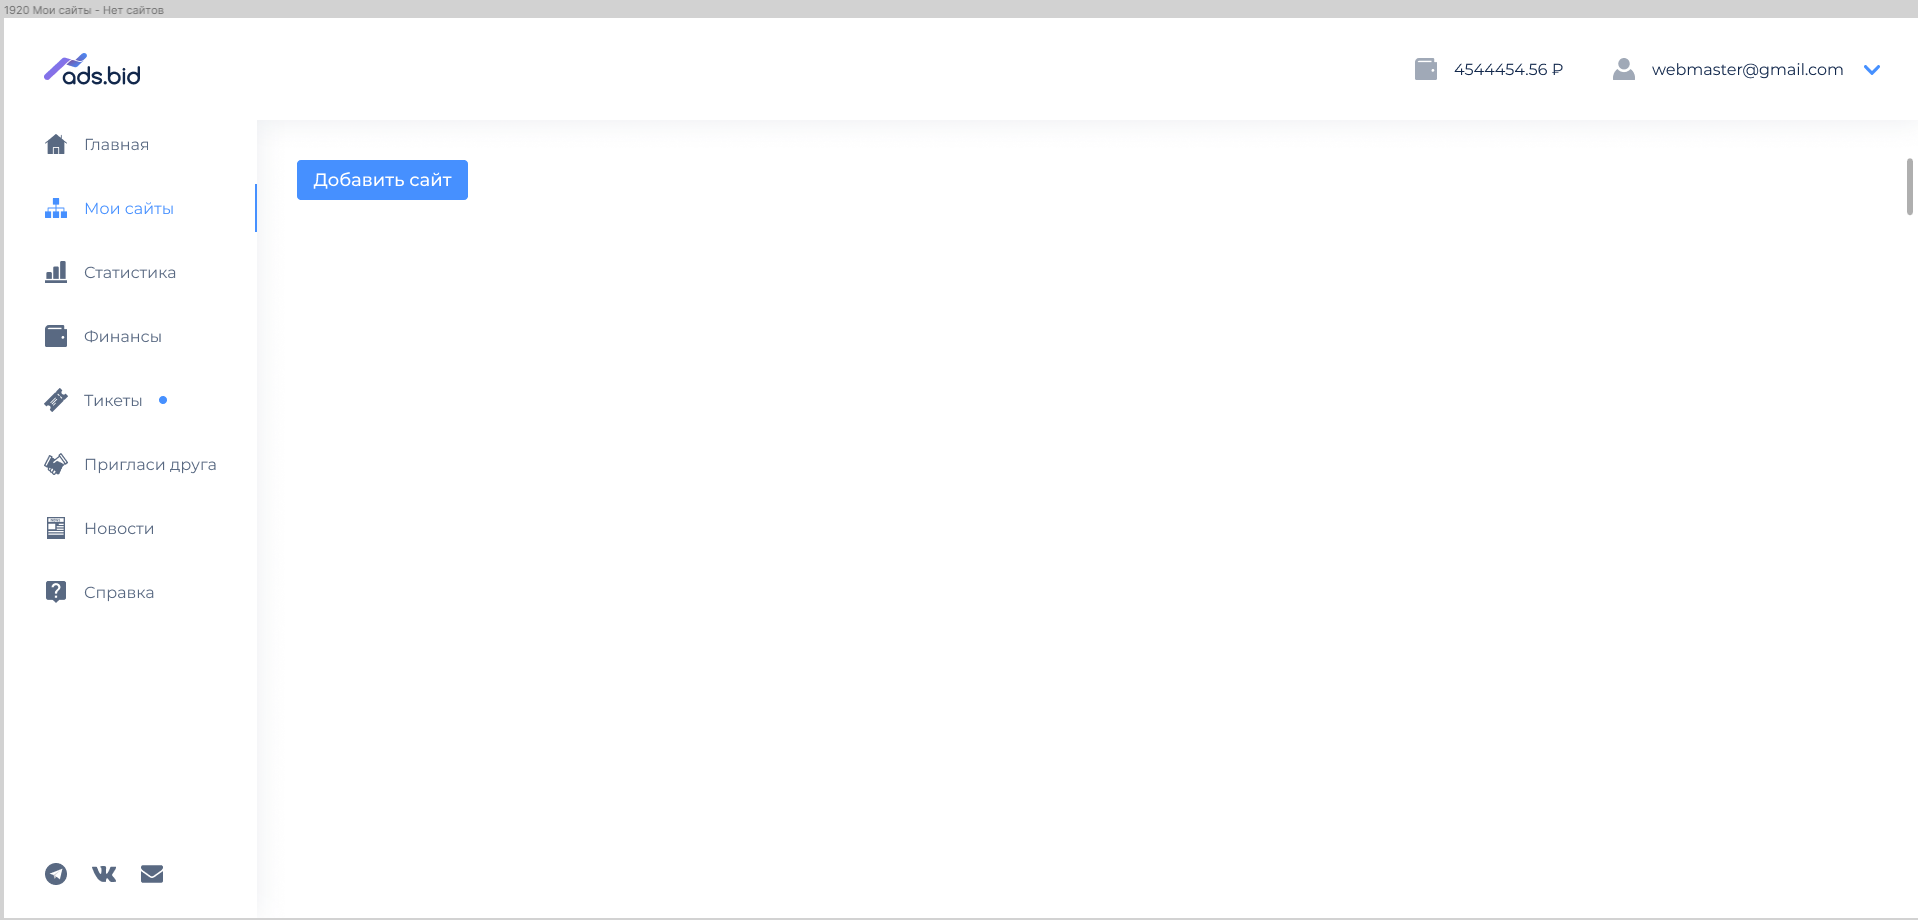 1920 Мои сайты - Нет сайтов
ads.bid
4544454.56 ₽
webmaster@gmail.com
Главная
Мои сайты
Статистика
Финансы
Тикеты
Пригласи друга
Новости
Справка
Добавить сайт